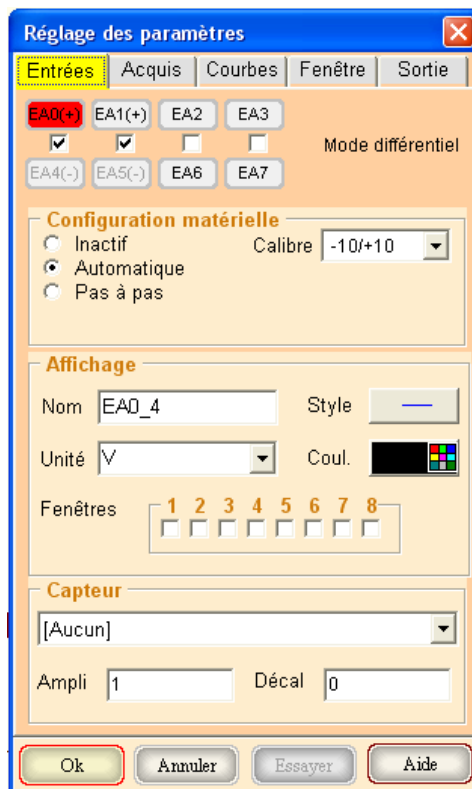 Réglage des paramètres
Entrées Acquis Courbes Fenêtre Sortie
EA0(+) EA1(+) EA2 EA3
Mode différentiel
EA4(-) EA5(-) EA6 EA7
Configuration matérielle
Inactif Calibre -10/+10
Automatique
Pas à pas
Affichage
Nom EA0_4 Style
Unité V Coul.
Fenêtres 1 2 3 4 5 6 7 8
Capteur
[Aucun]
Ampli 1 Décal 0
Ok Annuler Essayer Aide